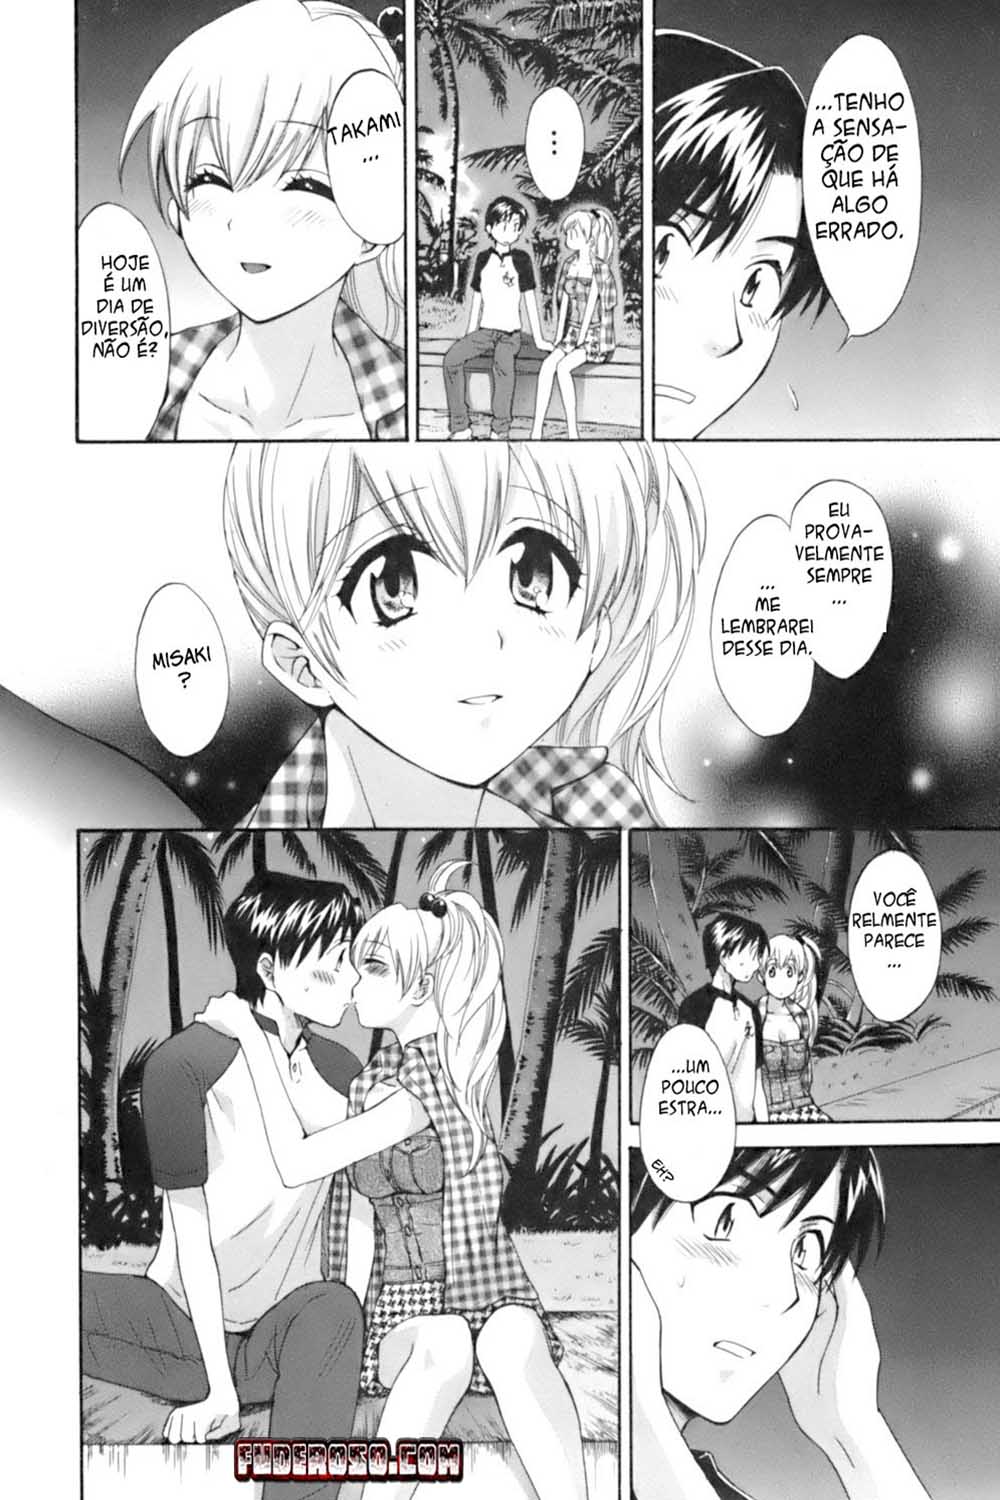 ...TENHO
A SENSA-
ÇÃO DE
QUE HÁ
ALGO
ERRADO.
...
TAKAMI
...
HOJE
É UM
DIA DE
DIVERSÃO,
NÃO É?
EU
PROVA-
VELMENTE
SEMPRE
...
...
ME
LEMBRAREI
DESSE DIA.
MISAKI
?
VOCÊ
RELMENTE
PARECE
...
...UM
POUCO
ESTRA...
EH?
FUDEROSO.COM